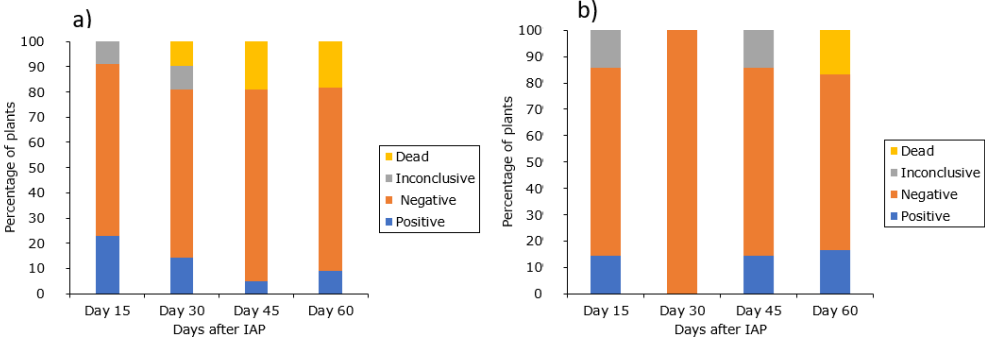 a)
100
90
80
70
60
50
40
30
20
10
0
Percentage of plants
Day 15 Day 30 Day 45 Day 60
Days after IAP
Dead
Inconclusive
Negative
Positive
b)
100
90
80
70
60
50
40
30
20
10
0
Percentage of plants
Day 15 Day 30 Day 45 Day 60
Days after IAP
Dead
Inconclusive
Negative
Positive